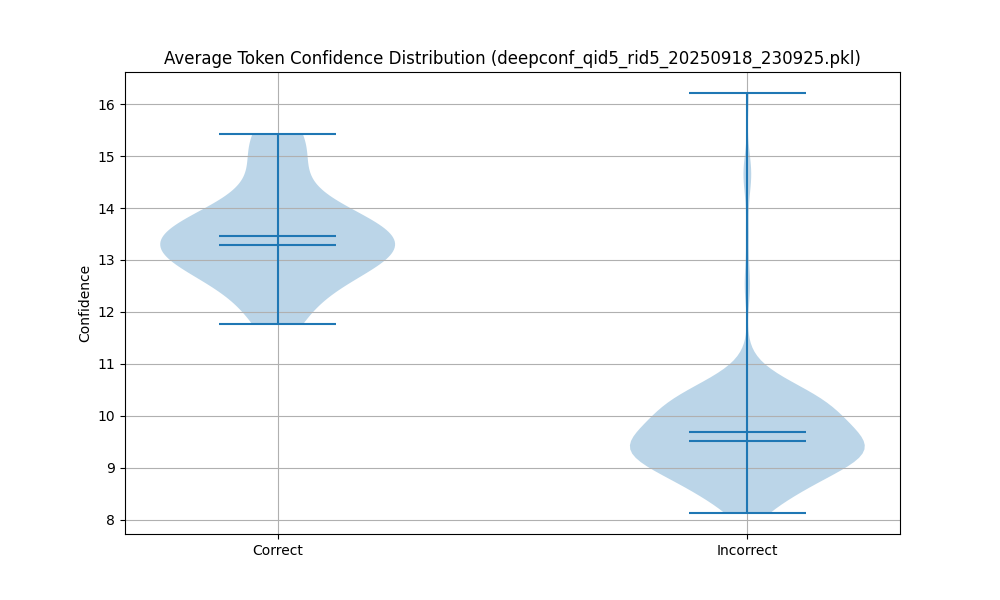 Average Token Confidence Distribution (deepconf_qid5_rid5_20250918_230925.pkl)
Confidence
16
15
14
13
12
11
10
9
8
Correct
Incorrect